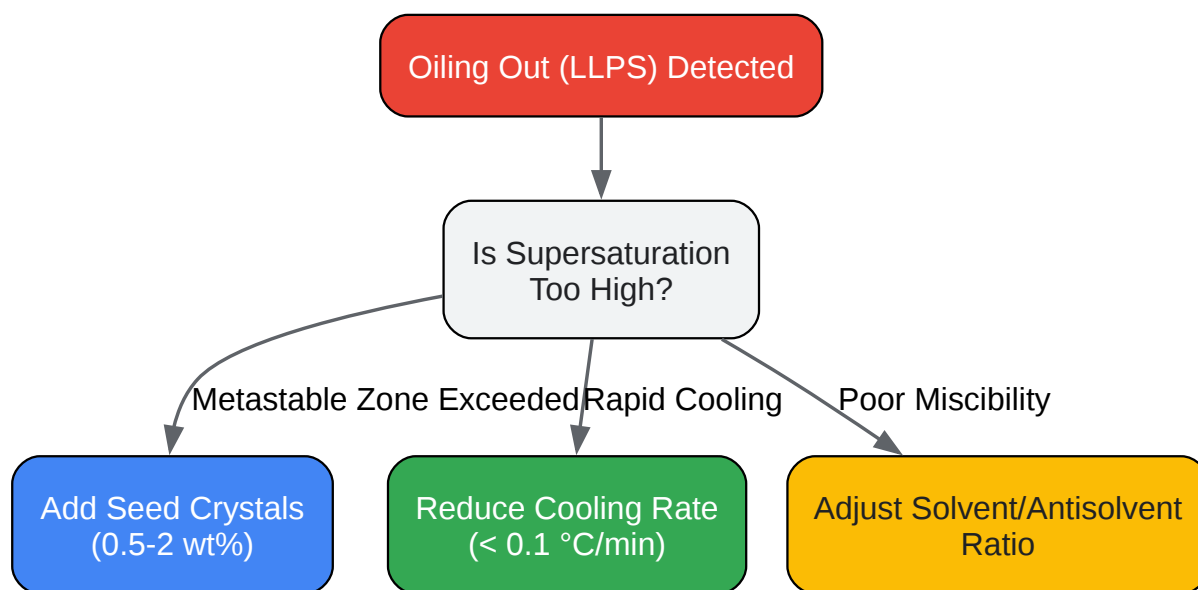 Oiling Out (LLPS) Detected
Is Supersaturation
Too High?
Metastable Zone Exceeded
Rapid Cooling
Poor Miscibility
Add Seed Crystals
(0.5-2 wt%)
Reduce Cooling Rate
(< 0.1 °C/min)
Adjust Solvent/Antisolvent
Ratio